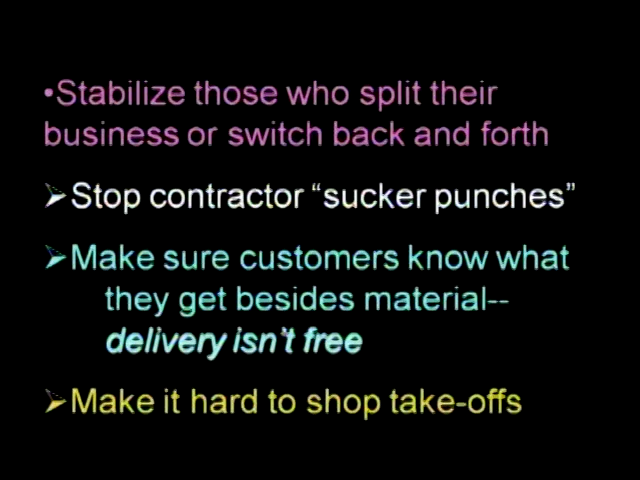 •Stabilize those who split their
business or switch back and forth
➢Stop contractor “sucker punches”
➢Make sure customers know what
they get besides material--
delivery isn’t free
➢Make it hard to shop take-offs